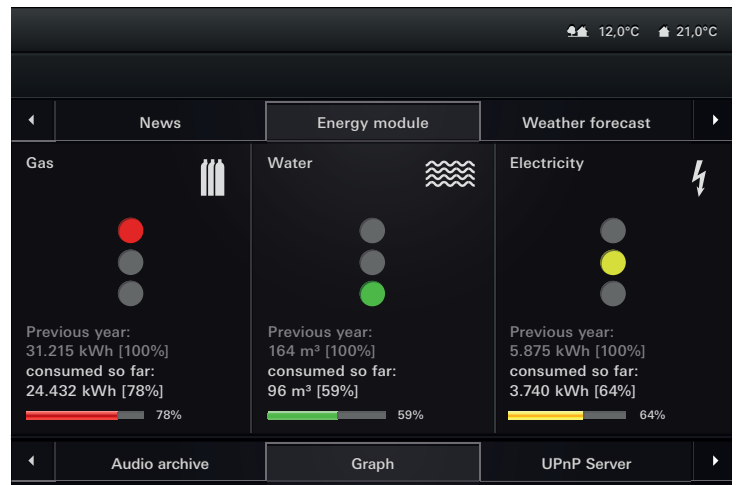 12,0°C 21,0°C
News Energy module Weather forecast
Gas
Previous year:
31.215 kWh [100%]
consumed so far:
24.432 kWh [78%]
78%
Water
Previous year:
164 m³ [100%]
consumed so far:
96 m³ [59%]
59%
Electricity
Previous year:
5.875 kWh [100%]
consumed so far:
3.740 kWh [64%]
64%
Audio archive Graph UPnP Server